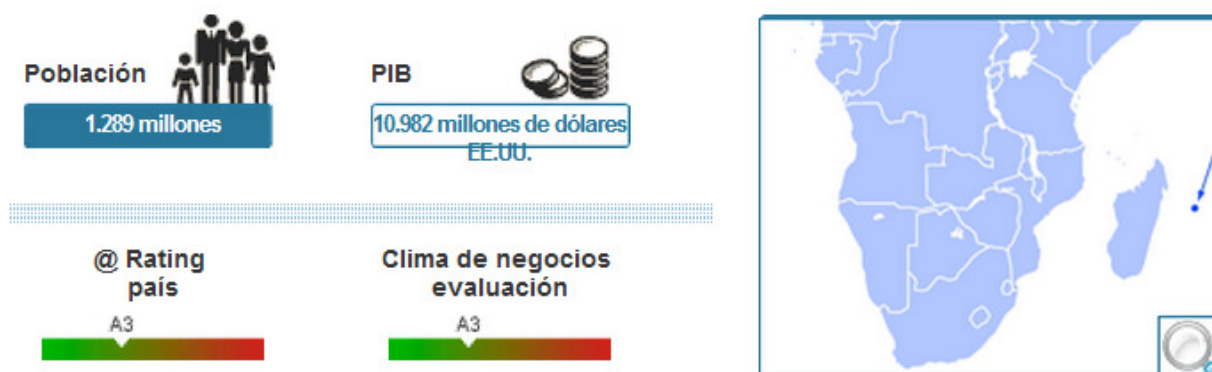 Población
1.289 millones
PIB
10.982 millones de dólares
EE.UU.
@ Rating
país
A3
Clima de negocios
evaluación
A3